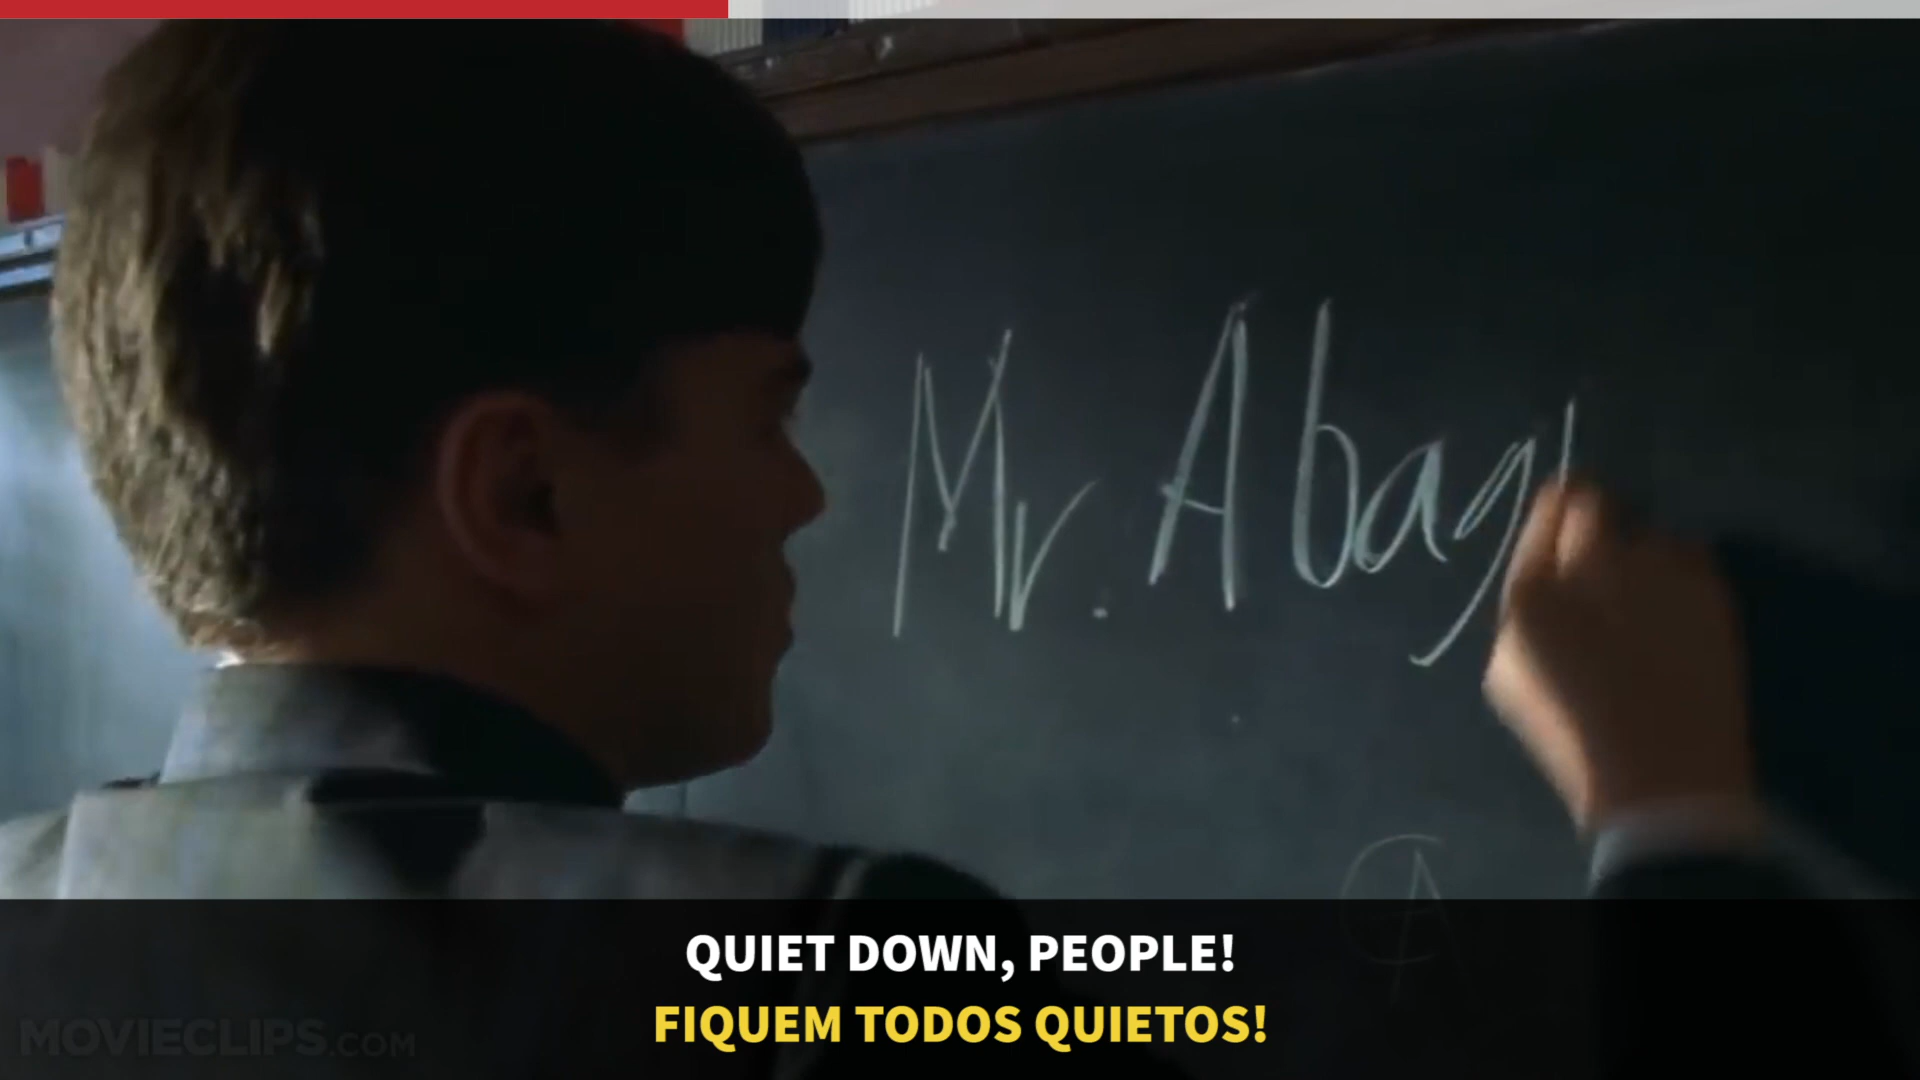 Mr. Abag
QUIET DOWN, PEOPLE!
FIQUEM TODOS QUIETOS!
MOVIECLIPS.COM